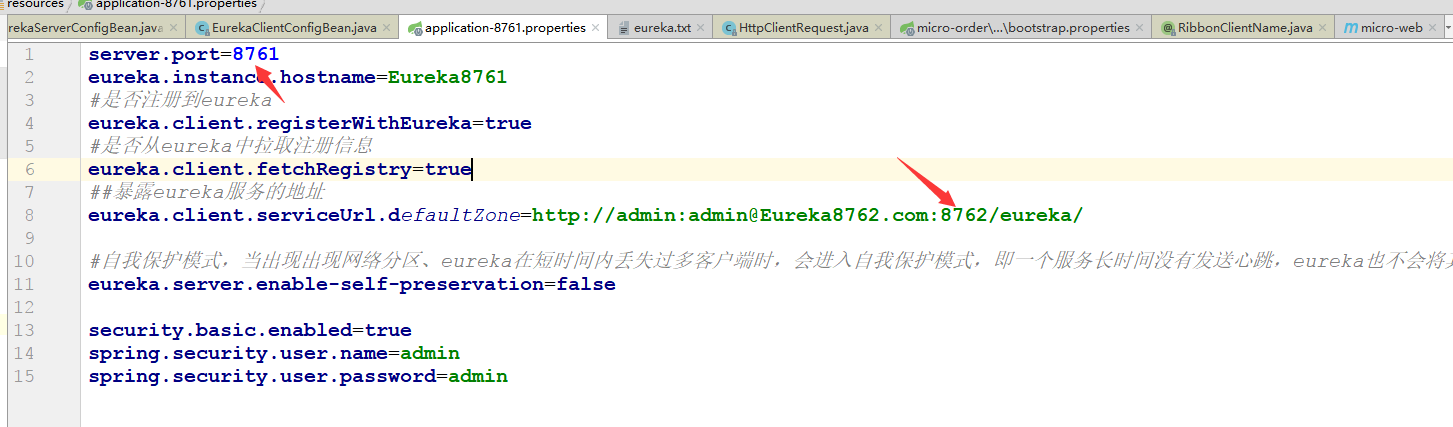 resources application-8761.properties
rekaServerConfigBean.java EurekaClientConfigBean.java application-8761.properties eureka.txt HttpClientRequest.java micro-order\...\bootstrap.properties RibbonClientName.java micro-web
1 server.port=8761
2 eureka.instance.hostname=Eureka8761
3 #是否注册到eureka
4 eureka.client.registerWithEureka=true
5 #是否从eureka中拉取注册信息
6 eureka.client.fetchRegistry=true
7 ##暴露eureka服务的地址
8 eureka.client.serviceUrl.defaultZone=http://admin:admin@Eureka8762.com:8762/eureka/
9
10 #自我保护模式，当出现出现网络分区、eureka在短时间内丢失过多客户端时，会进入自我保护模式，即一个服务长时间没有发送心跳，eureka也不会将
11 eureka.server.enable-self-preservation=false
12
13 security.basic.enabled=true
14 spring.security.user.name=admin
15 spring.security.user.password=admin